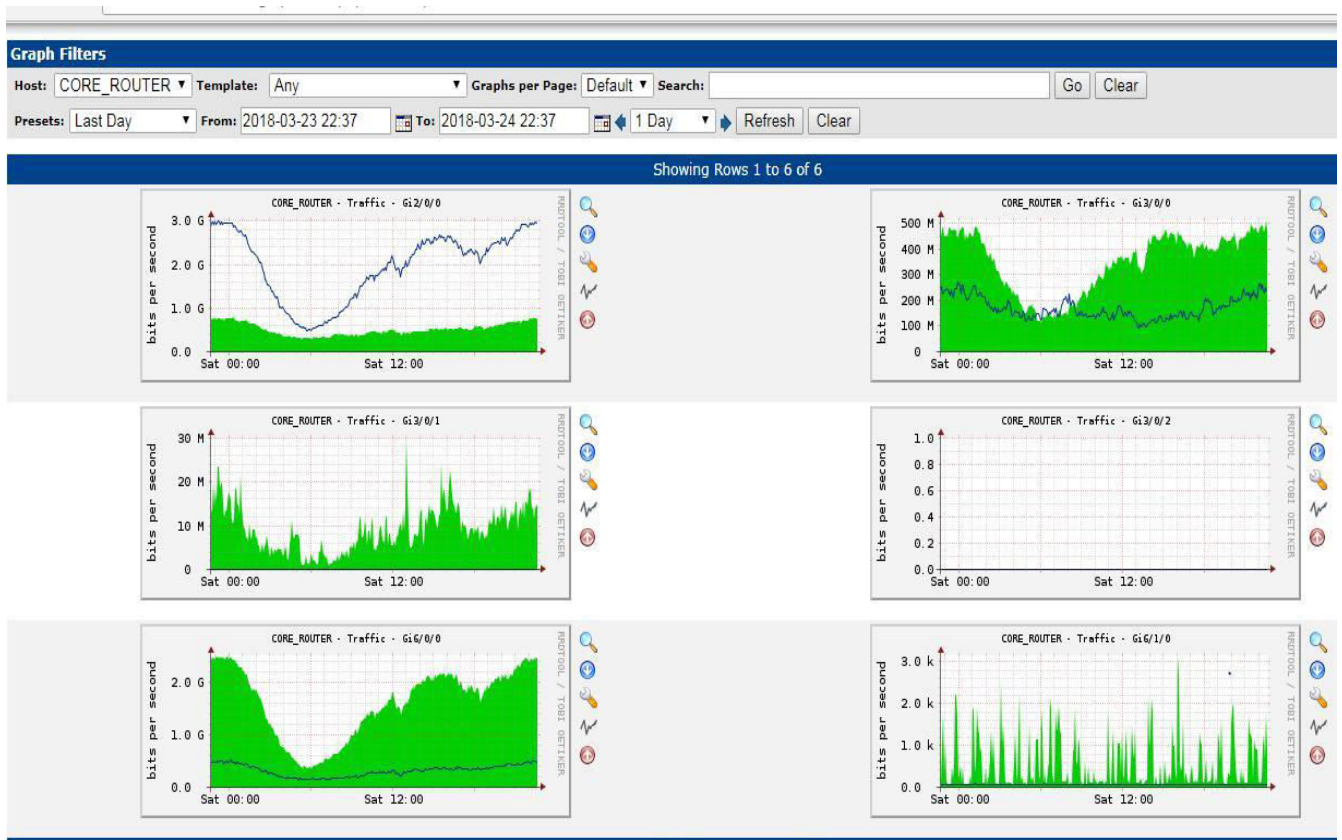 Graph Filters
Host: CORE_ROUTER Template: Any Graphs per Page: Default Search: Go Clear
Presets: Last Day From: 2018-03-23 22:37 To: 2018-03-24 22:37 1 Day Refresh Clear
Showing Rows 1 to 6 of 6
CORE_ROUTER - Traffic - Gi2/0/0
bits per second
3.0 G
2.0 G
1.0 G
0.0
Sat 00:00 Sat 12:00
RRDTOOL / TOBI OETIKER
CORE_ROUTER - Traffic - Gi3/0/0
bits per second
500 M
400 M
300 M
200 M
100 M
0
Sat 00:00 Sat 12:00
RRDTOOL / TOBI OETIKER
CORE_ROUTER - Traffic - Gi3/0/1
bits per second
30 M
20 M
10 M
0
Sat 00:00 Sat 12:00
RRDTOOL / TOBI OETIKER
CORE_ROUTER - Traffic - Gi3/0/2
bits per second
1.0
0.8
0.6
0.4
0.2
0.0
Sat 00:00 Sat 12:00
RRDTOOL / TOBI OETIKER
CORE_ROUTER - Traffic - Gi6/0/0
bits per second
2.0 G
1.0 G
0.0
Sat 00:00 Sat 12:00
RRDTOOL / TOBI OETIKER
CORE_ROUTER - Traffic - Gi6/1/0
bits per second
3.0 k
2.0 k
1.0 k
0.0
Sat 00:00 Sat 12:00
RRDTOOL / TOBI OETIKER